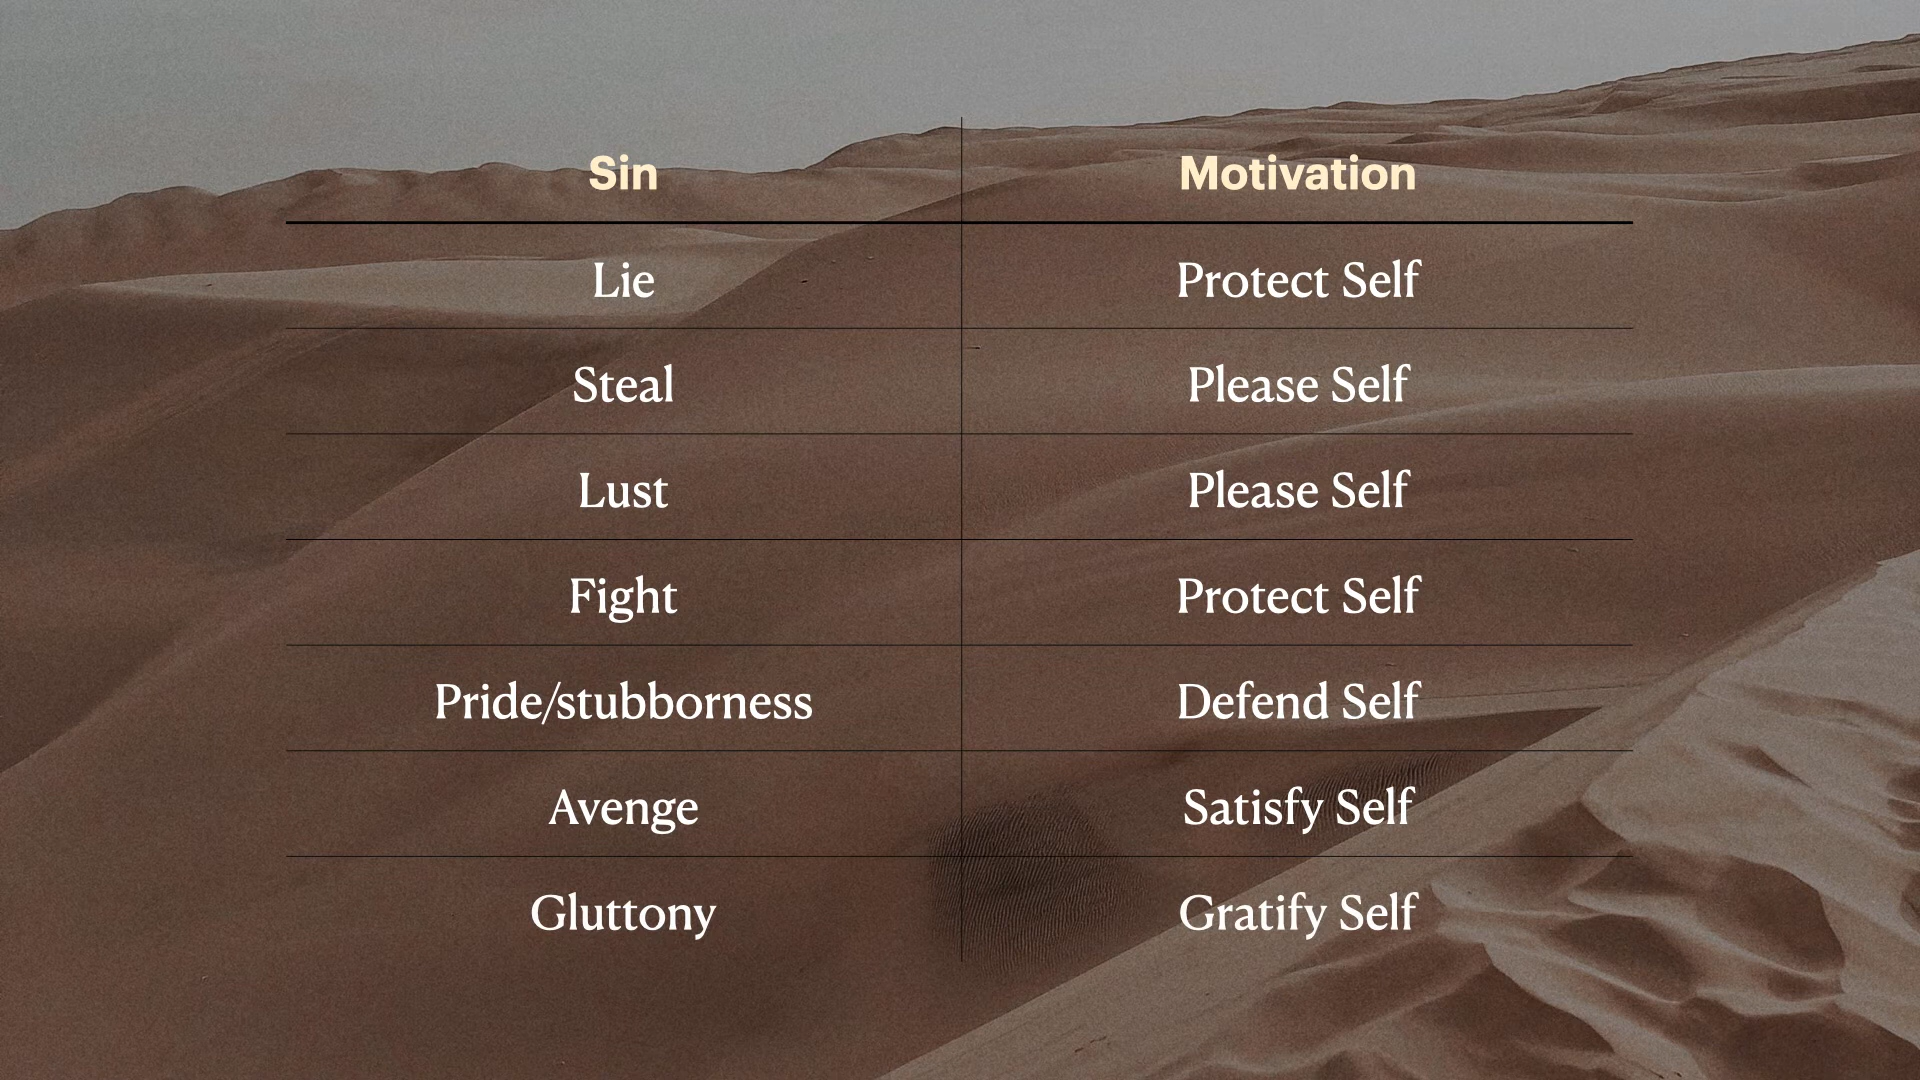 Sin Motivation
Lie Protect Self
Steal Please Self
Lust Please Self
Fight Protect Self
Pride/stubborness Defend Self
Avenge Satisfy Self
Gluttony Gratify Self